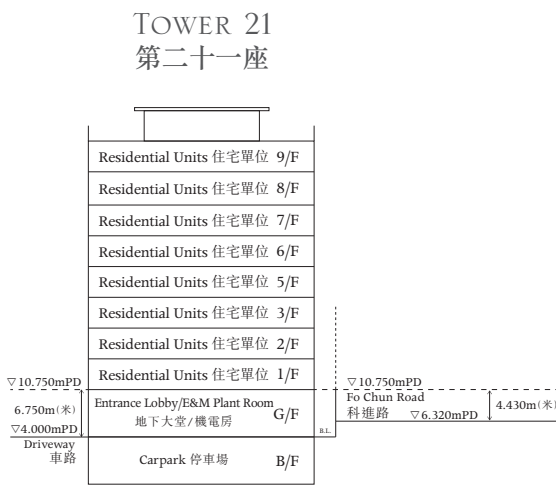 TOWER 21
第二十一座
Residential Units 住宅單位 9/F
Residential Units 住宅單位 8/F
Residential Units 住宅單位 7/F
Residential Units 住宅單位 6/F
Residential Units 住宅單位 5/F
Residential Units 住宅單位 3/F
Residential Units 住宅單位 2/F
Residential Units 住宅單位 1/F
▽10.750mPD
▽10.750mPD
6.750m(米)
Entrance Lobby/E&M Plant Room
地下大堂/機電房
G/F
Fo Chun Road
科進路
▽6.320mPD
4.430m(米)
▽4.000mPD
B.L.
Driveway
車路
Carpark 停車場 B/F